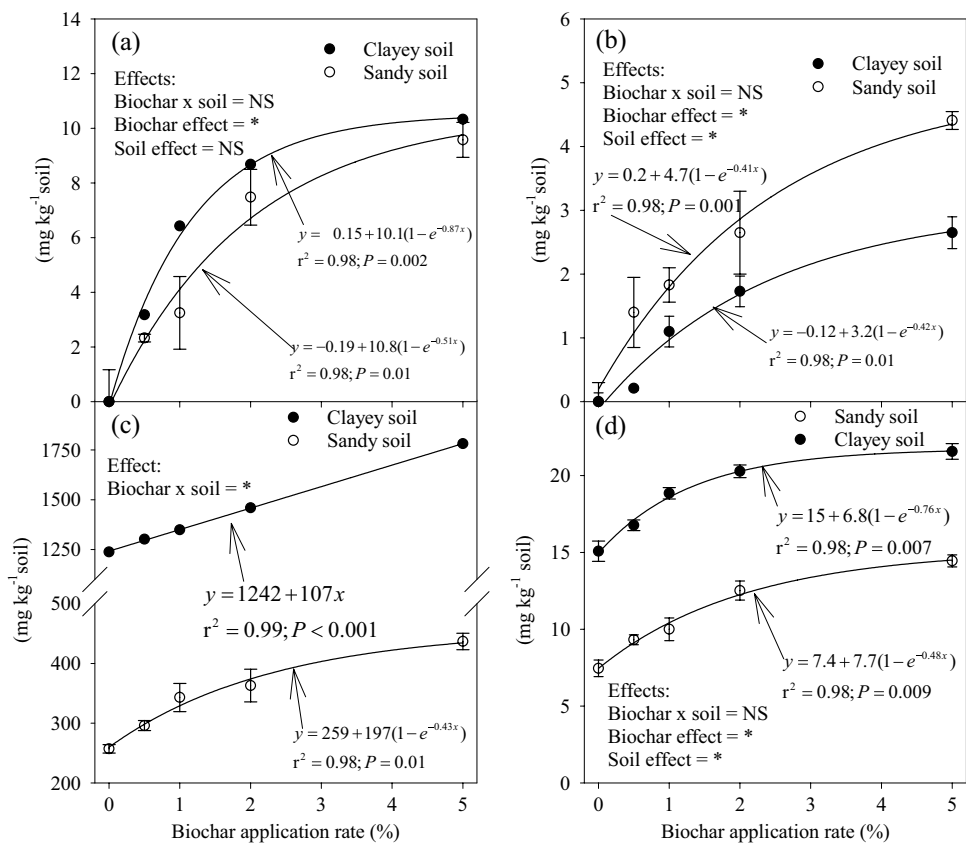 (a)
Clayey soil
Sandy soil
Effects:
Biochar x soil = NS
Biochar effect = *
Soil effect = NS
y = 0.15+10.1(1−e^−0.87x)
r² = 0.98; P = 0.002
y = −0.19+10.8(1−e^−0.51x)
r² = 0.98; P = 0.01
14
12
10
8
6
4
2
0
(mg kg⁻¹ soil)
(b)
Clayey soil
Sandy soil
Effects:
Biochar x soil = NS
Biochar effect = *
Soil effect = *
y = 0.2+4.7(1−e^−0.41x)
r² = 0.98; P = 0.001
y = −0.12+3.2(1−e^−0.42x)
r² = 0.98; P = 0.01
6
5
4
3
2
1
0
(mg kg⁻¹ soil)
(c)
Clayey soil
Sandy soil
Effect:
Biochar x soil = *
y = 1242+107x
r² = 0.99; P < 0.001
y = 259+197(1−e^−0.43x)
r² = 0.98; P = 0.01
1750
1500
1250
500
400
300
200
(mg kg⁻¹ soil)
0 1 2 3 4 5
Biochar application rate (%)
(d)
Sandy soil
Clayey soil
y = 15+6.8(1−e^−0.76x)
r² = 0.98; P = 0.007
y = 7.4+7.7(1−e^−0.48x)
r² = 0.98; P = 0.009
Effects:
Biochar x soil = NS
Biochar effect = *
Soil effect = *
20
15
10
5
0
(mg kg⁻¹ soil)
0 1 2 3 4 5
Biochar application rate (%)